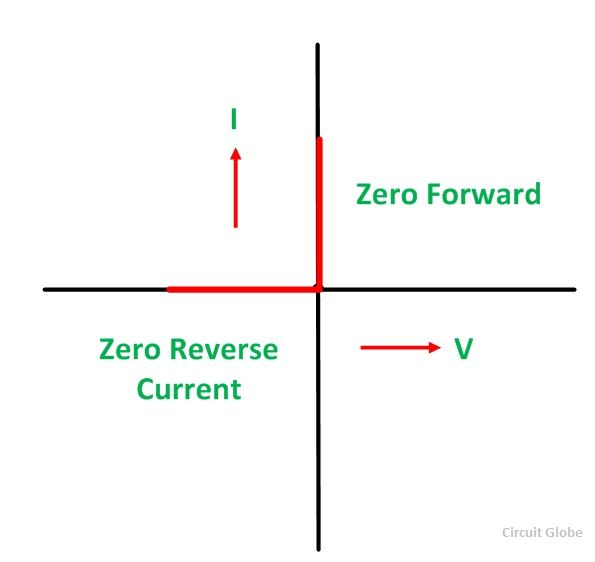 I
Zero Forward
Zero Reverse
Current
V
Circuit Globe